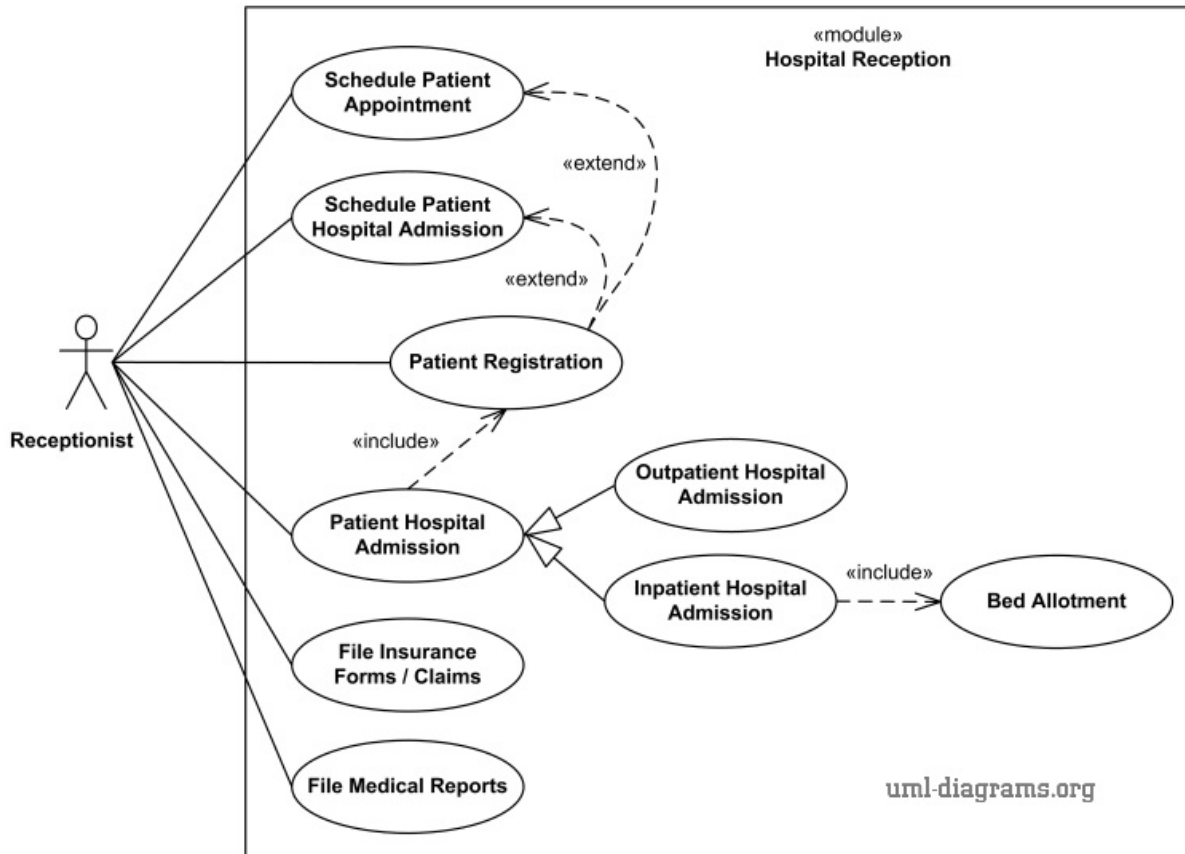 «module»
Hospital Reception
Schedule Patient
Appointment
«extend»
Schedule Patient
Hospital Admission
«extend»
Patient Registration
Receptionist
«include»
Outpatient Hospital
Admission
Patient Hospital
Admission
Inpatient Hospital
Admission
«include»
Bed Allotment
File Insurance
Forms / Claims
File Medical Reports
uml-diagrams.org